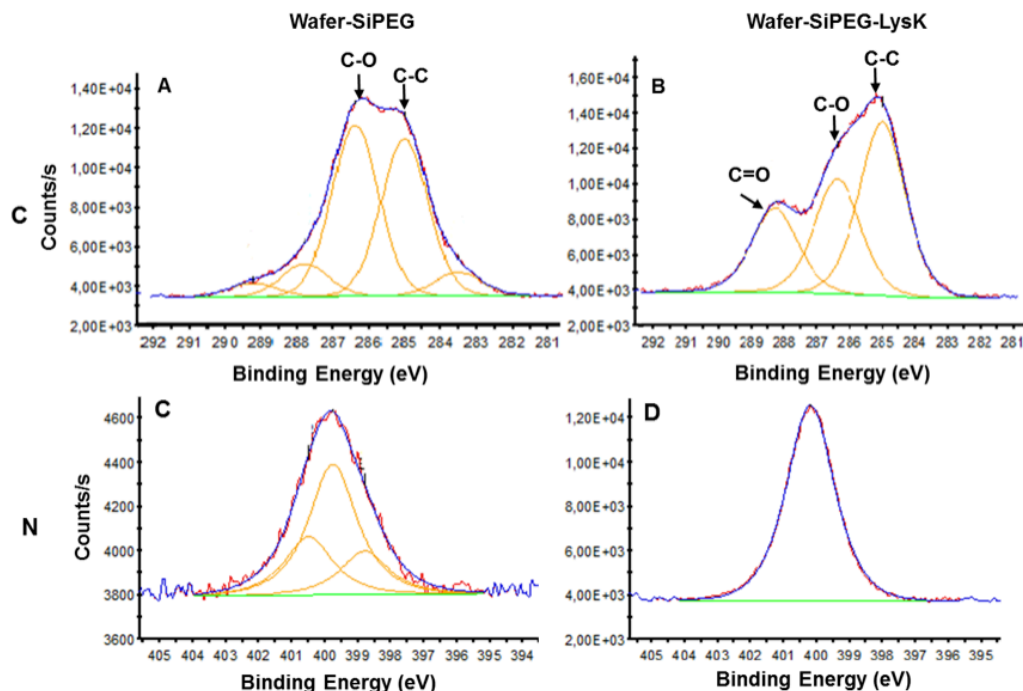 Wafer-SiPEG
Wafer-SiPEG-LysK
A
C-O
C-C
1,40E+04
1,20E+04
1,00E+04
8,00E+03
6,00E+03
4,00E+03
2,00E+03
C
Counts/s
292 291 290 289 288 287 286 285 284 283 282 281
Binding Energy (eV)
B
C-C
C-O
C=O
1,60E+04
1,40E+04
1,20E+04
1,00E+04
8,00E+03
6,00E+03
4,00E+03
2,00E+03
292 291 290 289 288 287 286 285 284 283 282 281
Binding Energy (eV)
C
4600
4400
4200
4000
3800
3600
N
Counts/s
405 404 403 402 401 400 399 398 397 396 395 394
Binding Energy (eV)
D
1,20E+04
1,00E+04
8,00E+03
6,00E+03
4,00E+03
2,00E+03
405 404 403 402 401 400 399 398 397 396 395 394
Binding Energy (eV)